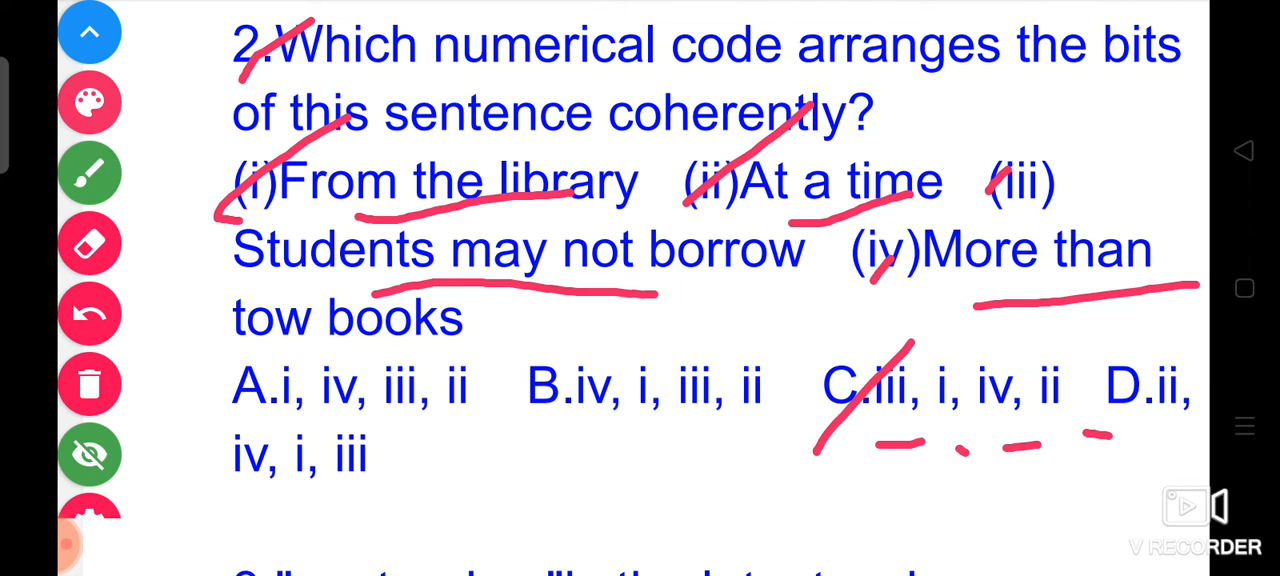 2.Which numerical code arranges the bits
of this sentence coherently?
(i)From the library (ii)At a time (iii)
Students may not borrow (iv)More than
tow books
A.i, iv, iii, ii B.iv, i, iii, ii C.iii, i, iv, ii D.ii,
iv, i, iii
V RECORDER